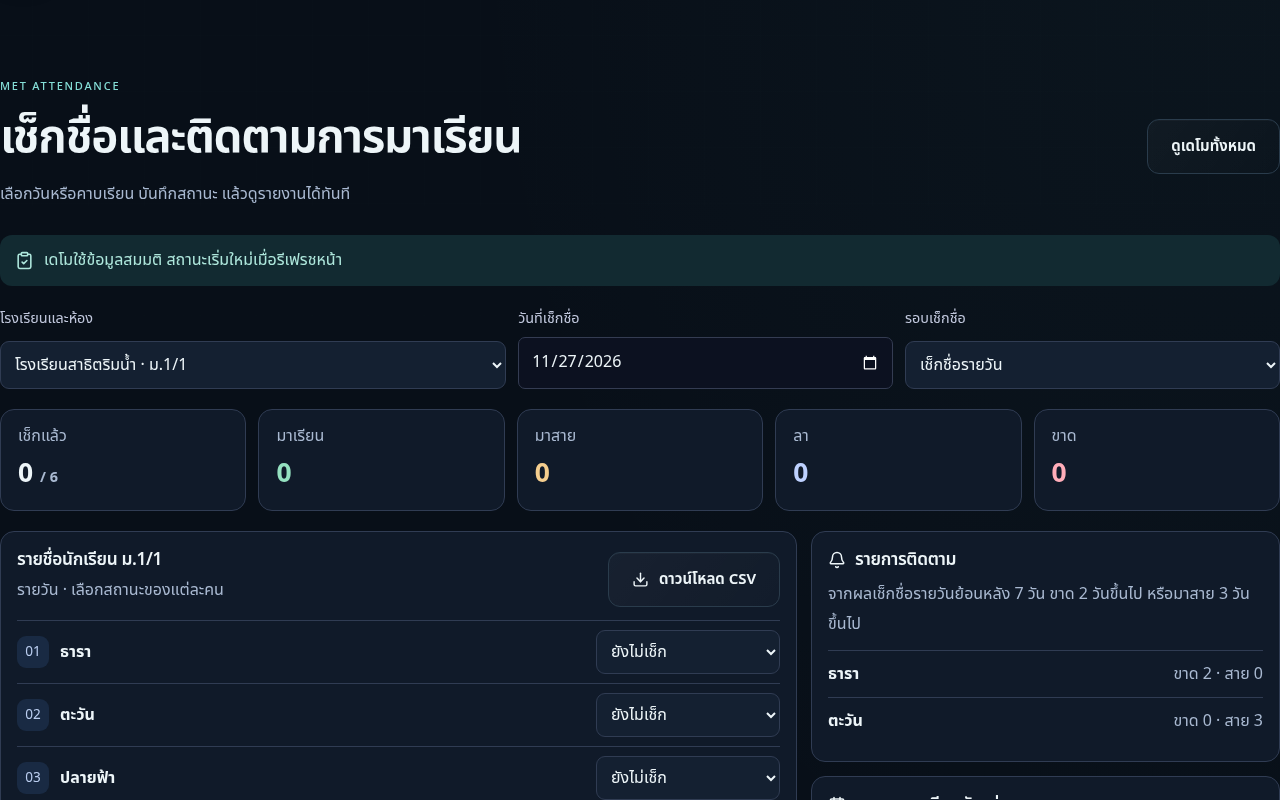 MET ATTENDANCE
เช็กชื่อและติดตามการมาเรียน
ดูเดโมทั้งหมด
เลือกวันหรือคาบเรียน บันทึกสถานะ แล้วดูรายงานได้ทันที
เดโมใช้ข้อมูลสมมติ สถานะเริ่มใหม่เมื่อรีเฟรชหน้า
โรงเรียนและห้อง
วันที่เช็กชื่อ
รอบเช็กชื่อ
โรงเรียนสาธิตริมน้ำ · ม.1/1
11/27/2026
เช็กชื่อรายวัน
เช็กแล้ว
มาเรียน
มาสาย
ลา
ขาด
0 / 6
0
0
0
0
รายชื่อนักเรียน ม.1/1
รายวัน · เลือกสถานะของแต่ละคน
ดาวน์โหลด CSV
01 ธารา ยังไม่เช็ก
02 ตะวัน ยังไม่เช็ก
03 ปลายฟ้า ยังไม่เช็ก
รายการติดตาม
จากผลเช็กชื่อรายวันย้อนหลัง 7 วัน ขาด 2 วันขึ้นไป หรือมาสาย 3 วัน
ขึ้นไป
ธารา ขาด 2 · สาย 0
ตะวัน ขาด 0 · สาย 3